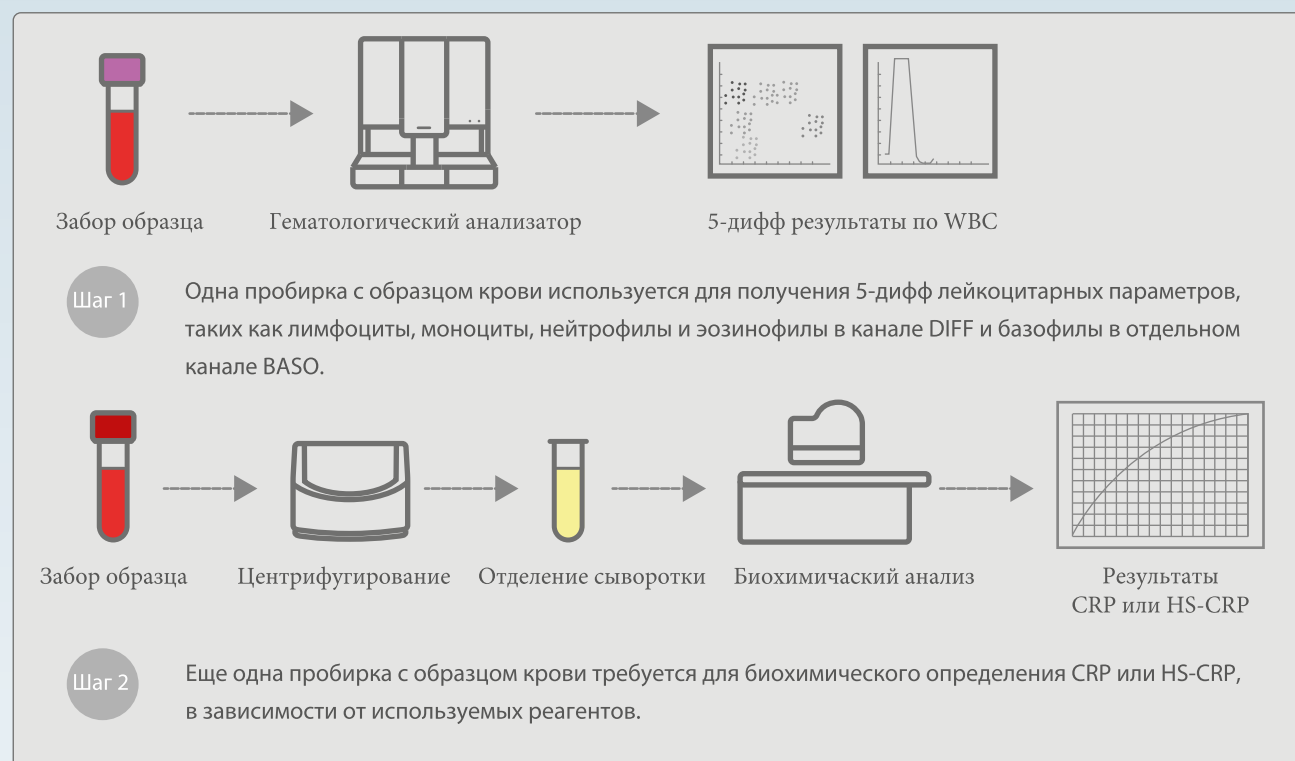 Забор образца
Гематологический анализатор
5-дифф результаты по WBC
Шаг 1
Одна пробирка с образцом крови используется для получения 5-дифф лейкоцитарных параметров,
таких как лимфоциты, моноциты, нейтрофилы и эозинофилы в канале DIFF и базофилы в отдельном
канале BASO.
Забор образца
Центрифугирование
Отделение сыворотки
Биохимичаский анализ
Результаты
CRP или HS-CRP
Шаг 2
Еще одна пробирка с образцом крови требуется для биохимического определения CRP или HS-CRP,
в зависимости от используемых реагентов.